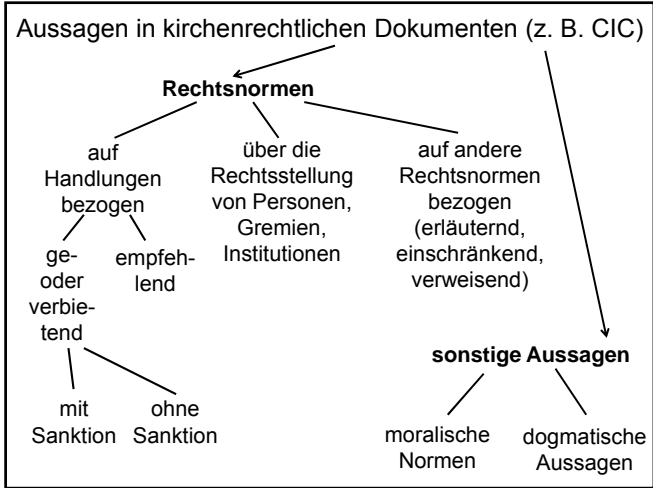 Aussagen in kirchenrechtlichen Dokumenten (z. B. CIC)
Rechtsnormen
auf
Handlungen
bezogen
über die
Rechtsstellung
von Personen,
Gremien,
Institutionen
auf andere
Rechtsnormen
bezogen
(erläuternd,
einschränkend,
verweisend)
ge-
oder
verbie-
tend
empfeh-
lend
mit
Sanktion
ohne
Sanktion
sonstige Aussagen
moralische
Normen
dogmatische
Aussagen